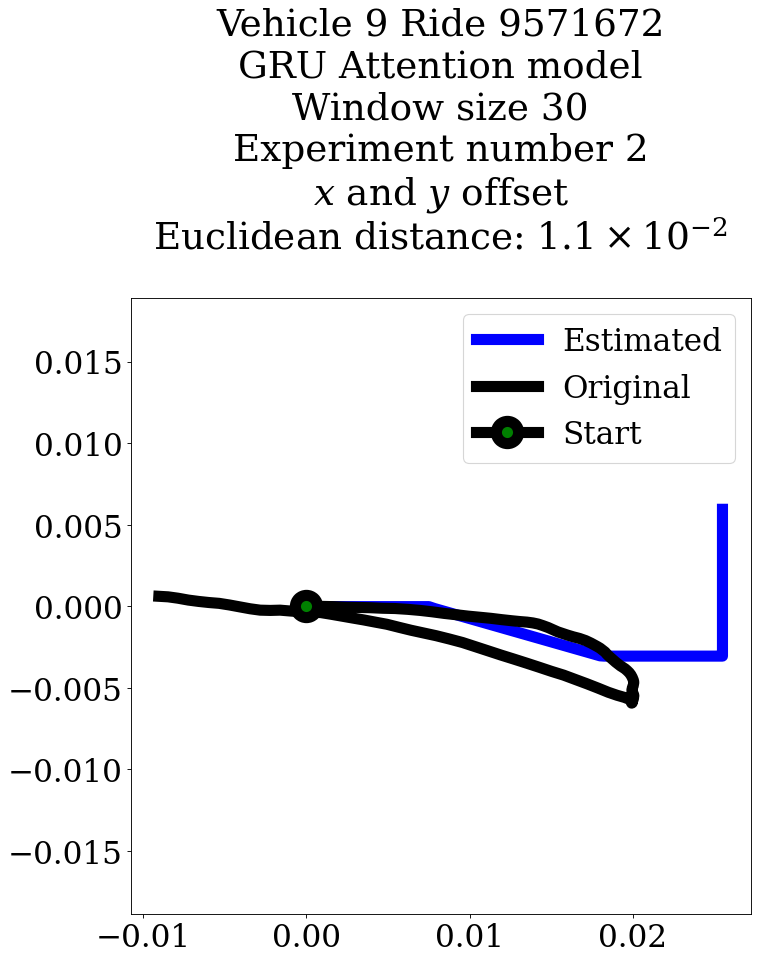 Vehicle 9 Ride 9571672
GRU Attention model
Window size 30
Experiment number 2
x and y offset
Euclidean distance: 1.1 × 10⁻²
Estimated
Original
Start
0.015
0.010
0.005
0.000
−0.005
−0.010
−0.015
−0.01 0.00 0.01 0.02